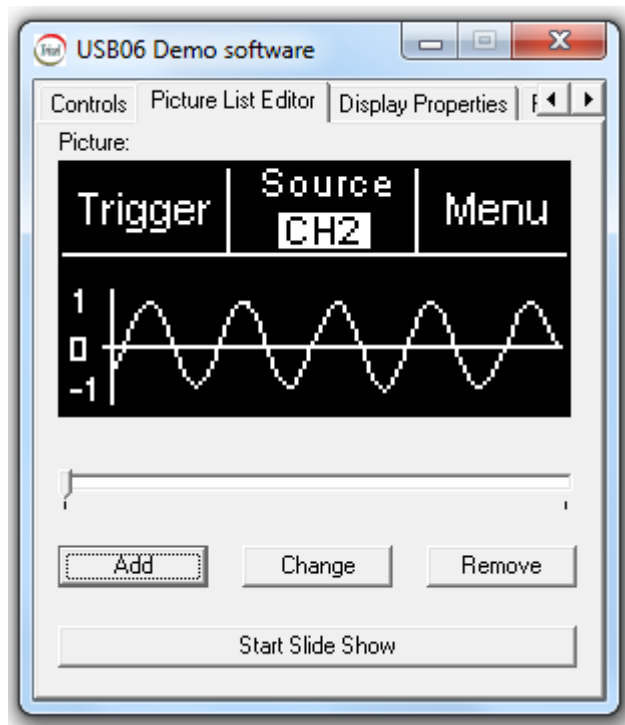 USB06 Demo software
Controls Picture List Editor Display Properties
Picture:
Trigger Source Menu
CH2
1
0
-1
Add Change Remove
Start Slide Show